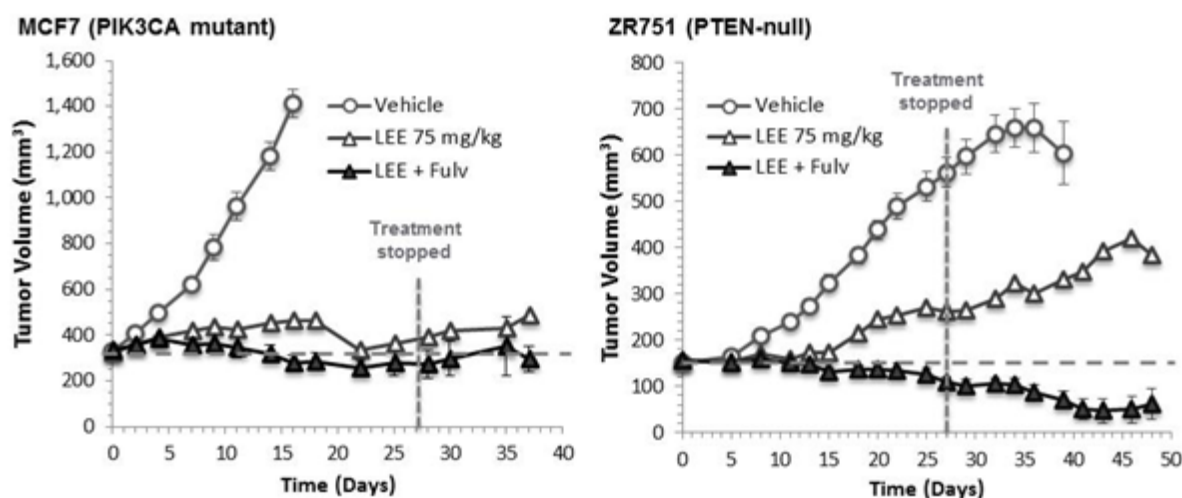 MCF7 (PIK3CA mutant)
1,600
1,400
1,200
1,000
800
600
400
200
0
Tumor Volume (mm³)
Vehicle
LEE 75 mg/kg
LEE + Fulv
Treatment
stopped
0 5 10 15 20 25 30 35 40
Time (Days)
ZR751 (PTEN-null)
800
700
600
500
400
300
200
100
0
Tumor Volume (mm³)
Treatment
stopped
Vehicle
LEE 75 mg/kg
LEE + Fulv
0 5 10 15 20 25 30 35 40 45 50
Time (Days)